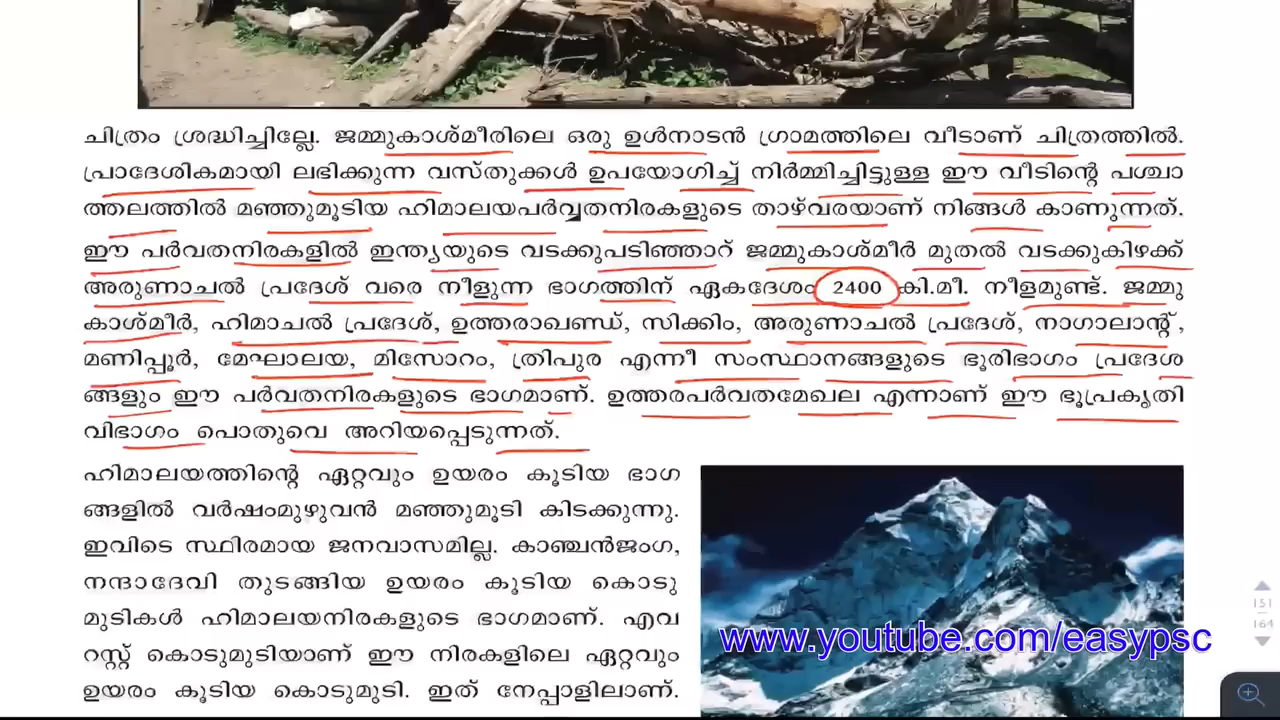 ചിത്രം ശ്രദ്ധിച്ചില്ലേ. ജമ്മുകാശ്മീരിലെ ഒരു ഉൾനാടൻ ഗ്രാമത്തിലെ വീടാണ് ചിത്രത്തിൽ.
പ്രാദേശികമായി ലഭിക്കുന്ന വസ്തുക്കൾ ഉപയോഗിച്ച് നിർമ്മിച്ചിട്ടുള്ള ഈ വീടിന്റെ പശ്ചാ
ത്തലത്തിൽ മഞ്ഞുമൂടിയ ഹിമാലയപർവ്വതനിരകളുടെ താഴ്‌വരയാണ് നിങ്ങൾ കാണുന്നത്.
ഈ പർവതനിരകളിൽ ഇന്ത്യയുടെ വടക്കുപടിഞ്ഞാറ് ജമ്മുകാശ്മീർ മുതൽ വടക്കുകിഴക്ക്
അരുണാചൽ പ്രദേശ് വരെ നീളുന്ന ഭാഗത്തിന് ഏകദേശം 2400 കി.മീ. നീളമുണ്ട്. ജമ്മു
കാശ്മീർ, ഹിമാചൽ പ്രദേശ്, ഉത്തരാഖണ്ഡ്, സിക്കിം, അരുണാചൽ പ്രദേശ്, നാഗാലാന്റ്,
മണിപ്പൂർ, മേഘാലയ, മിസോറം, ത്രിപുര എന്നീ സംസ്ഥാനങ്ങളുടെ ഭൂരിഭാഗം പ്രദേശ
ങ്ങളും ഈ പർവതനിരകളുടെ ഭാഗമാണ്. ഉത്തരപർവതമേഖല എന്നാണ് ഈ ഭൂപ്രകൃതി
വിഭാഗം പൊതുവെ അറിയപ്പെടുന്നത്.
ഹിമാലയത്തിന്റെ ഏറ്റവും ഉയരം കൂടിയ ഭാഗ
ങ്ങളിൽ വർഷംമുഴുവൻ മഞ്ഞുമൂടി കിടക്കുന്നു.
ഇവിടെ സ്ഥിരമായ ജനവാസമില്ല. കാഞ്ചൻജംഗ,
നന്ദാദേവി തുടങ്ങിയ ഉയരം കൂടിയ കൊടു
മുടികൾ ഹിമാലയനിരകളുടെ ഭാഗമാണ്. എവ
റസ്റ്റ് കൊടുമുടിയാണ് ഈ നിരകളിലെ ഏറ്റവും
ഉയരം കൂടിയ കൊടുമുടി. ഇത് നേപ്പാളിലാണ്.
www.youtube.com/easypsc
151
164